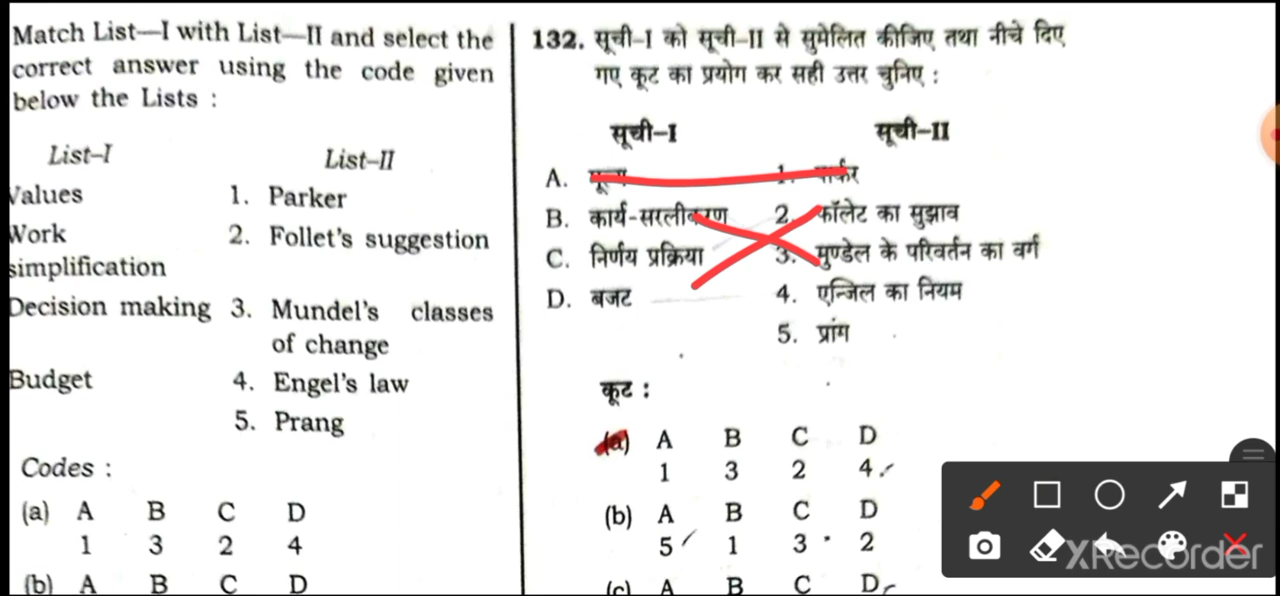 Match List—I with List—II and select the
correct answer using the code given
below the Lists :
List–I List–II
Values 1. Parker
Work 2. Follet's suggestion
simplification
Decision making 3. Mundel's classes
of change
Budget 4. Engel's law
5. Prang
Codes :
(a) A B C D
1 3 2 4
(b) A B C D
132. सूची-I को सूची-II से सुमेलित कीजिए तथा नीचे दिए
गए कूट का प्रयोग कर सही उत्तर चुनिए :
सूची-I सूची-II
A. मूल्य 1. पार्कर
B. कार्य-सरलीकरण 2. फॉलेट का सुझाव
C. निर्णय प्रक्रिया 3. मुण्डेल के परिवर्तन का वर्ग
D. बजट 4. एन्जिल का नियम
5. प्रांग
कूट :
(a) A B C D
1 3 2 4
(b) A B C D
5 1 3 2
(c) A B C D
XRecorder